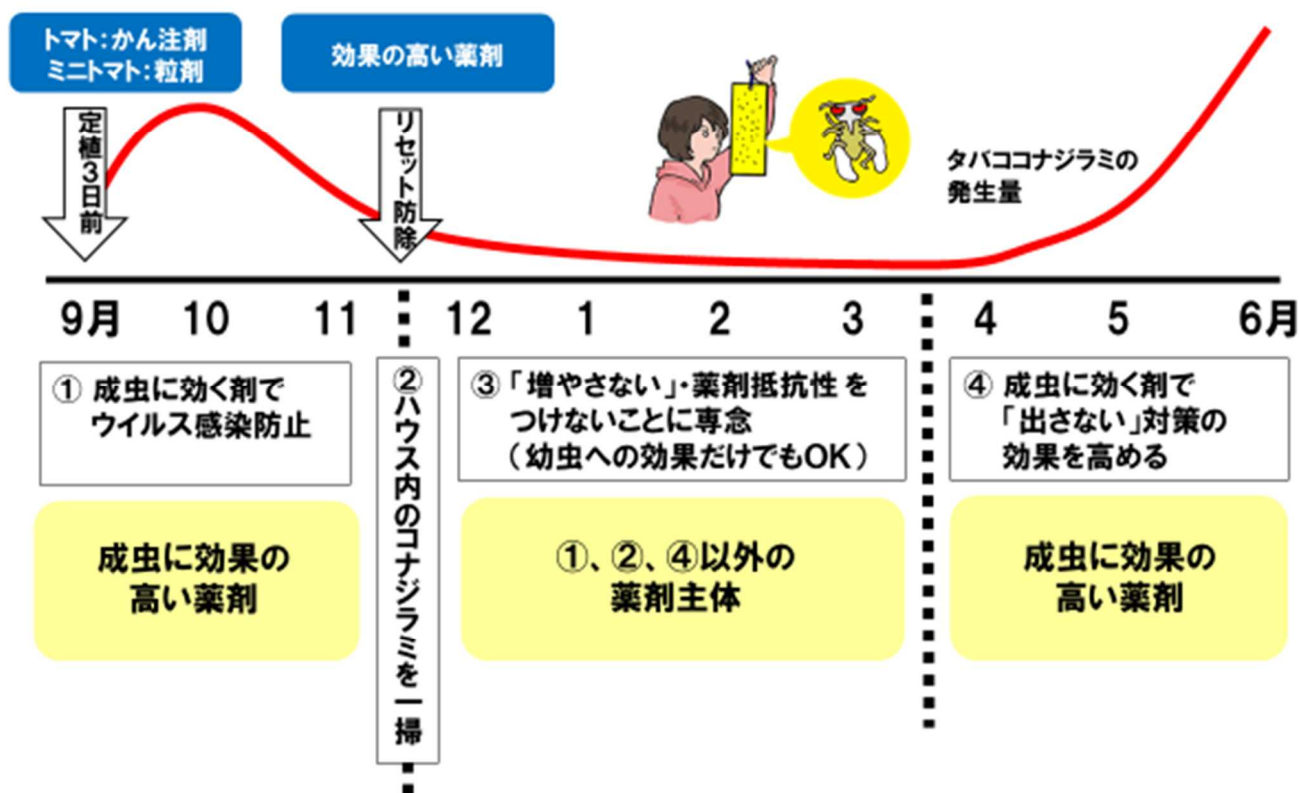 トマト:かん注剤
ミニトマト:粒剤
効果の高い薬剤
定植3日前
リセット防除
タバココナジラミの
発生量
9月 10 11 12 1 2 3 4 5 6月
① 成虫に効く剤で
ウイルス感染防止
②ハウス内のコナジラミを一掃
③「増やさない」・薬剤抵抗性を
つけないことに専念
(幼虫への効果だけでもOK)
④ 成虫に効く剤で
「出さない」対策の
効果を高める
成虫に効果の
高い薬剤
①、②、④以外の
薬剤主体
成虫に効果の
高い薬剤